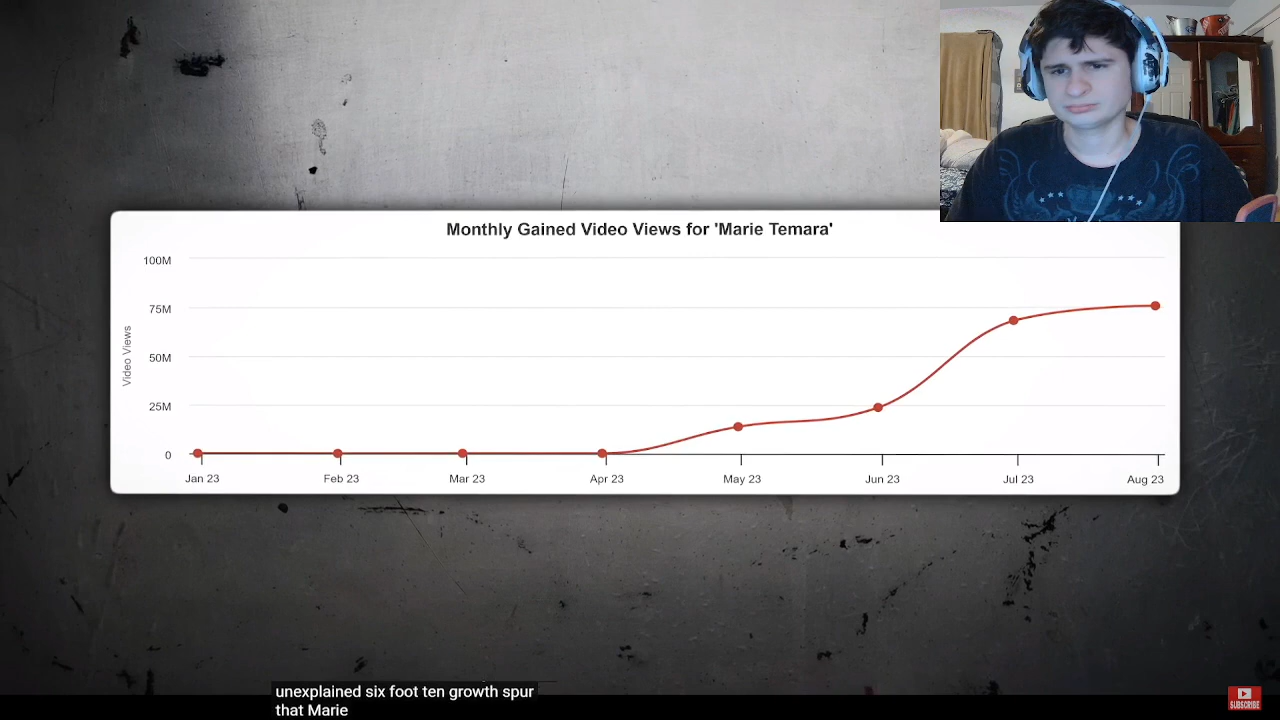 Monthly Gained Video Views for 'Marie Temara'
100M
75M
50M
25M
0
Video Views
Jan 23
Feb 23
Mar 23
Apr 23
May 23
Jun 23
Jul 23
Aug 23
unexplained six foot ten growth spur
that Marie
SUBSCRIBE